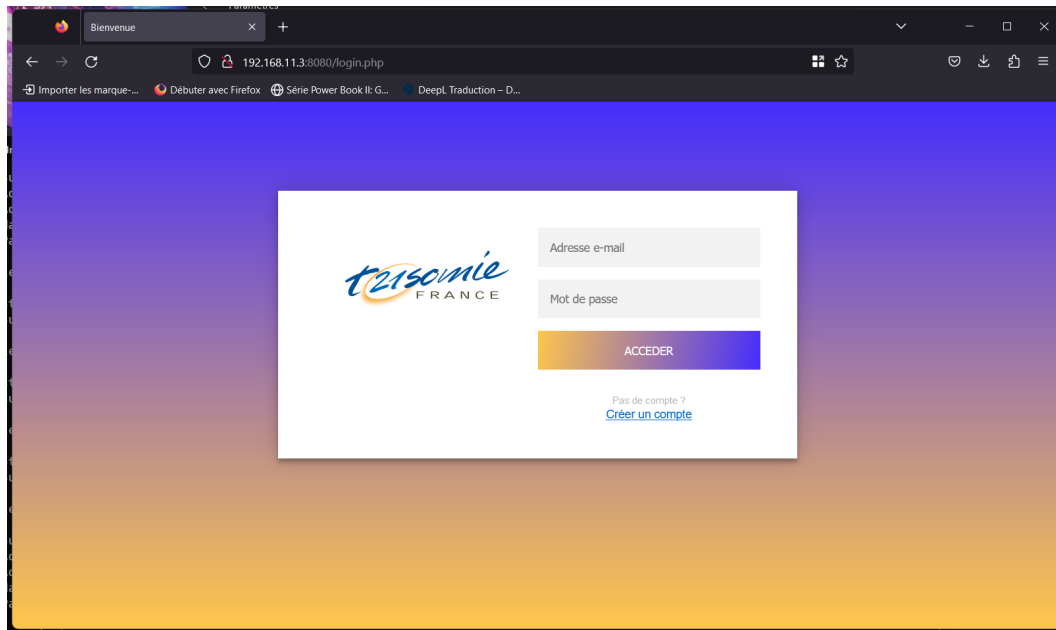 Paramètres
Bienvenue
192.168.11.3:8080/login.php
Importer les marque-... Débuter avec Firefox Série Power Book II: G... DeepL Traduction – D...
t21somie
FRANCE
Adresse e-mail
Mot de passe
ACCEDER
Pas de compte ?
Créer un compte